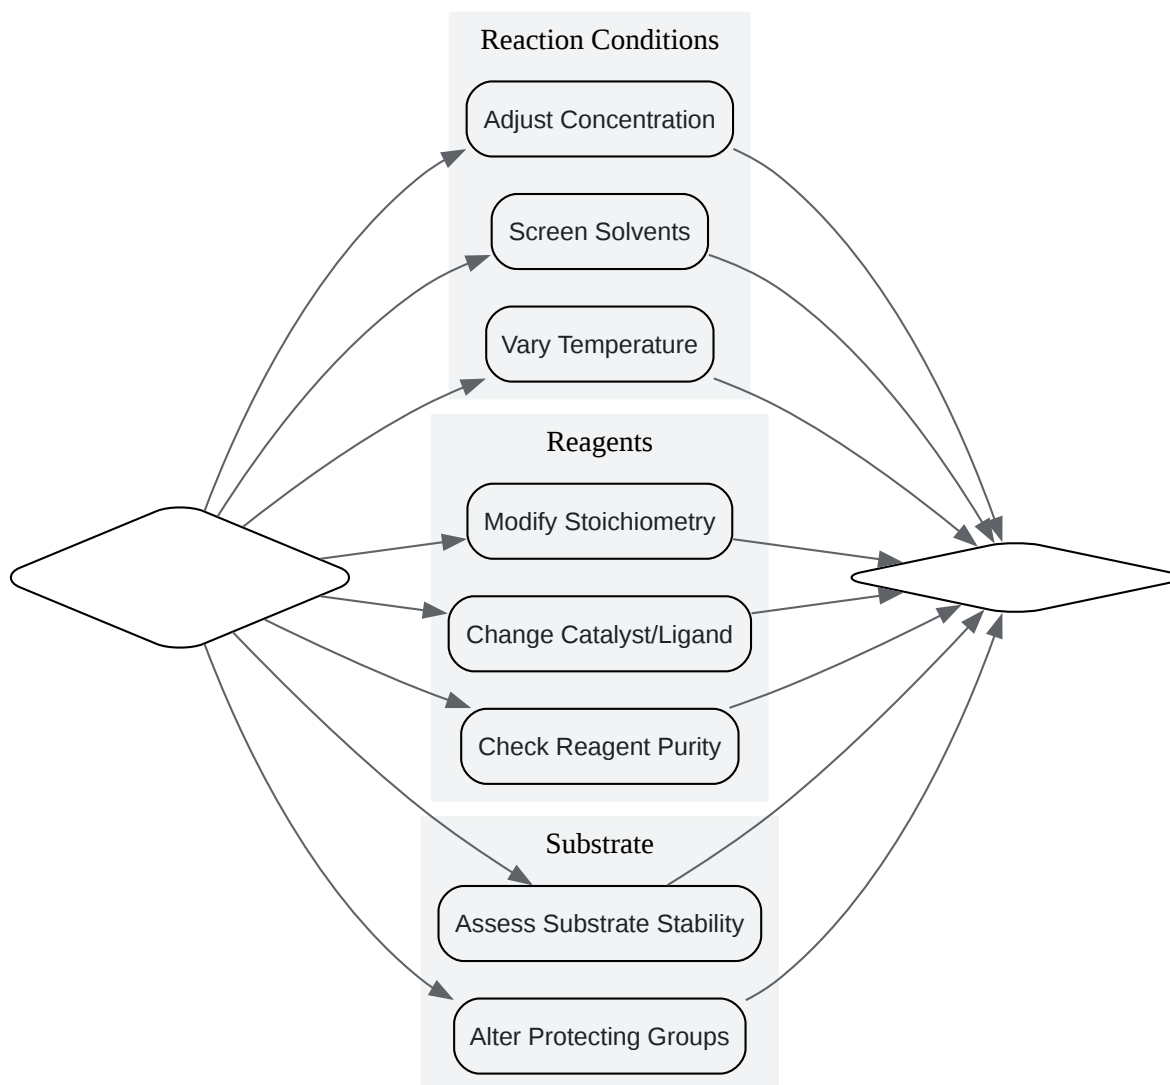 Reaction Conditions
Adjust Concentration
Screen Solvents
Vary Temperature
Reagents
Modify Stoichiometry
Change Catalyst/Ligand
Check Reagent Purity
Substrate
Assess Substrate Stability
Alter Protecting Groups